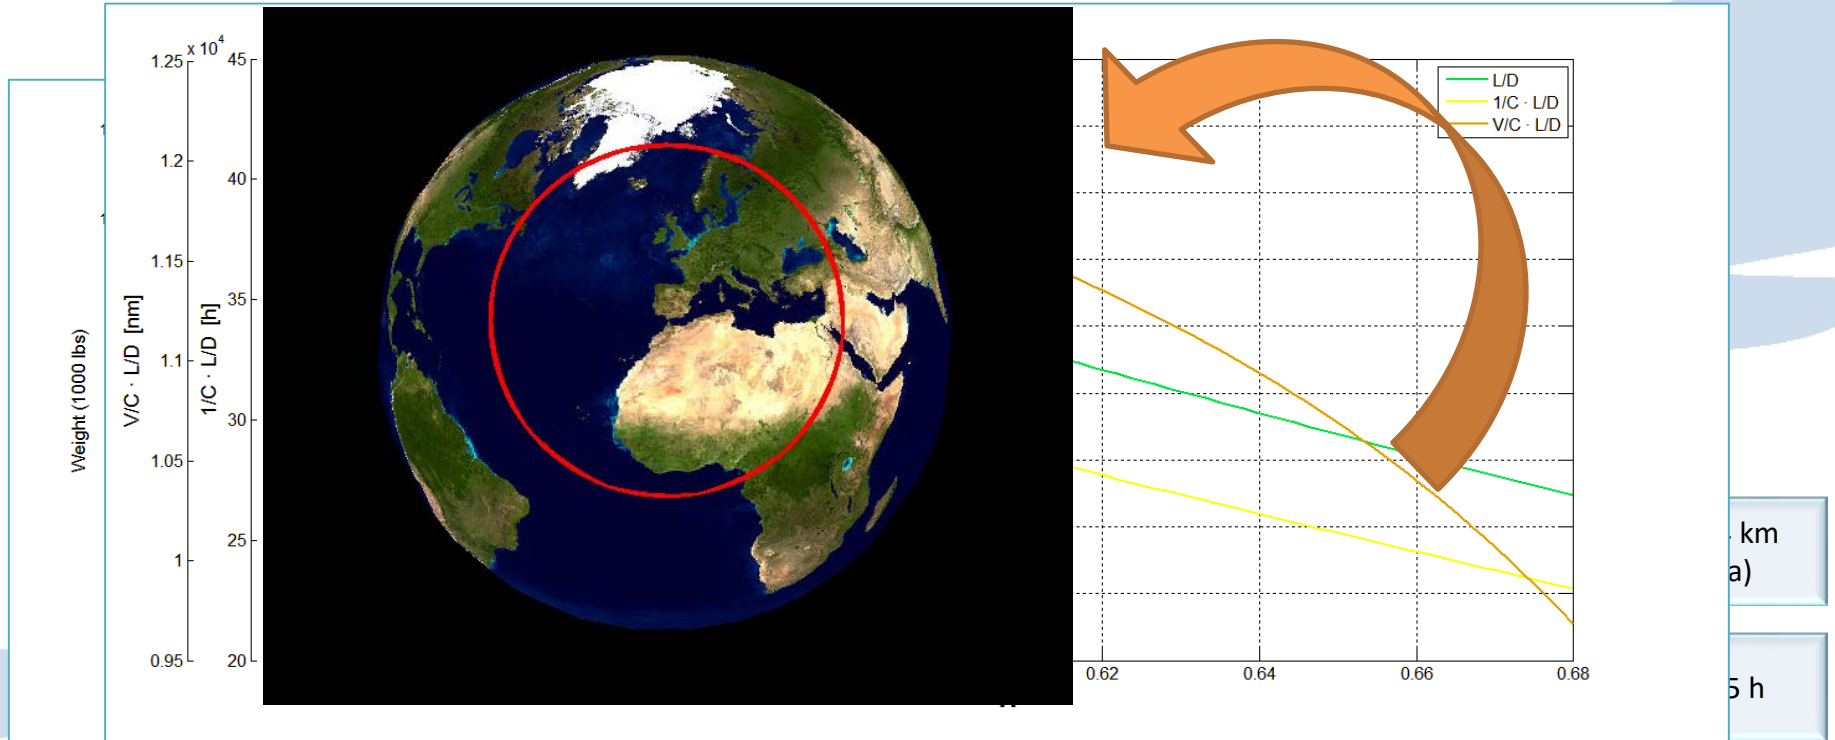 x 10⁴
1.25
1.2
1.15
1.1
1.05
1
0.95
45
40
35
30
25
20
Weight (1000 lbs)
V/C · L/D [nm]
1/C · L/D [h]
L/D
1/C · L/D
V/C · L/D
0.62
0.64
0.66
0.68
km
a)
5 h